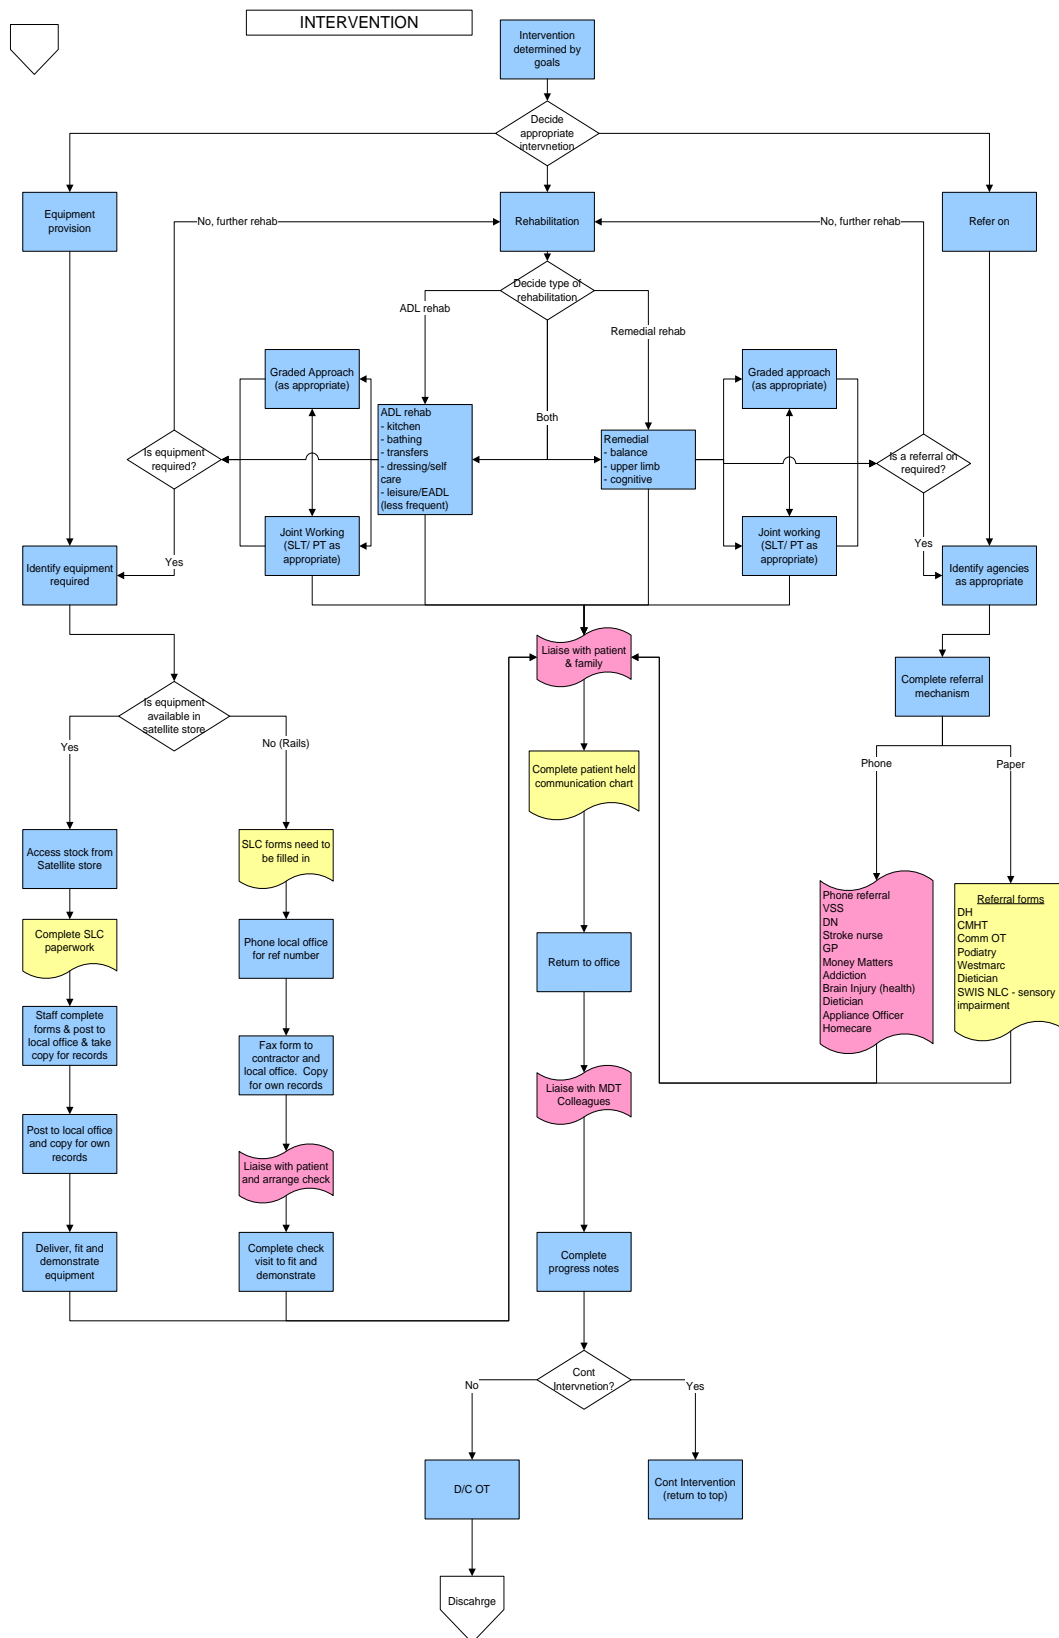 INTERVENTION
Intervention
determined by
goals
Decide
appropriate
intervnetion
Equipment
provision
No, further rehab
Rehabilitation
No, further rehab
Refer on
Decide type of
rehabilitation
ADL rehab
Remedial rehab
Both
Graded Approach
(as appropriate)
Graded approach
(as appropriate)
Is equipment
required?
ADL rehab
- kitchen
- bathing
- transfers
- dressing/self
care
- leisure/EADL
(less frequent)
Remedial
- balance
- upper limb
- cognitive
Is a referral on
required?
Joint Working
(SLT/ PT as
appropriate)
Joint working
(SLT/ PT as
appropriate)
Yes
Yes
Identify equipment
required
Identify agencies
as appropriate
Liaise with patient
& family
Complete referral
mechanism
Is equipment
available in
satellite store
Yes
No (Rails)
Phone
Paper
Complete patient held
communication chart
Access stock from
Satellite store
SLC forms need to
be filled in
Phone referral
VSS
DN
Stroke nurse
GP
Money Matters
Addiction
Brain Injury (health)
Dietician
Appliance Officer
Homecare
Referral forms
DH
CMHT
Comm OT
Podiatry
Westmarc
Dietician
SWIS NLC - sensory
impairment
Complete SLC
paperwork
Phone local office
for ref number
Return to office
Staff complete
forms & post to
local office & take
copy for records
Fax form to
contractor and
local office.  Copy
for own records
Liaise with MDT
Colleagues
Post to local office
and copy for own
records
Liaise with patient
and arrange check
Deliver, fit and
demonstrate
equipment
Complete check
visit to fit and
demonstrate
Complete
progress notes
Cont
Intervnetion?
No
Yes
D/C OT
Cont Intervention
(return to top)
Discahrge